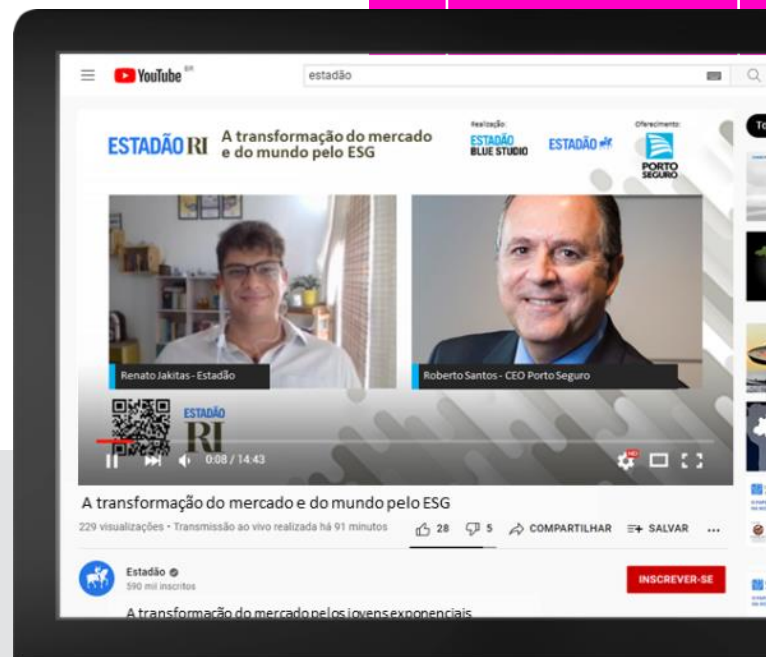 YouTube BR
estadão
ESTADÃO RI
A transformação do mercado
e do mundo pelo ESG
Realização:
ESTADÃO
BLUE STUDIO
ESTADÃO
Oferecimento:
PORTO
SEGURO
To
Renato Jakitas - Estadão
Roberto Santos - CEO Porto Seguro
ESTADÃO
RI
0:08 / 14:43
HD
A transformação do mercado e do mundo pelo ESG
229 visualizações • Transmissão ao vivo realizada há 91 minutos
28
5
COMPARTILHAR
SALVAR
Estadão
590 mil inscritos
INSCREVER-SE
A transformação do mercado pelos jovens exponenciais